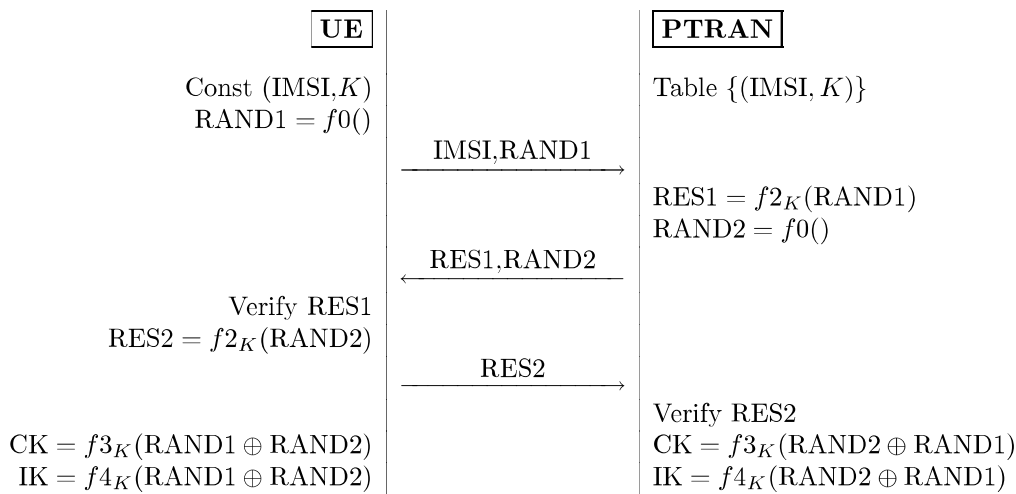 UE
PTRAN
Const (IMSI,K)
Table {(IMSI, K)}
RAND1 = f0()
IMSI,RAND1
RES1 = f2_K(RAND1)
RAND2 = f0()
RES1,RAND2
Verify RES1
RES2 = f2_K(RAND2)
RES2
Verify RES2
CK = f3_K(RAND1 ⊕ RAND2)
CK = f3_K(RAND2 ⊕ RAND1)
IK = f4_K(RAND1 ⊕ RAND2)
IK = f4_K(RAND2 ⊕ RAND1)